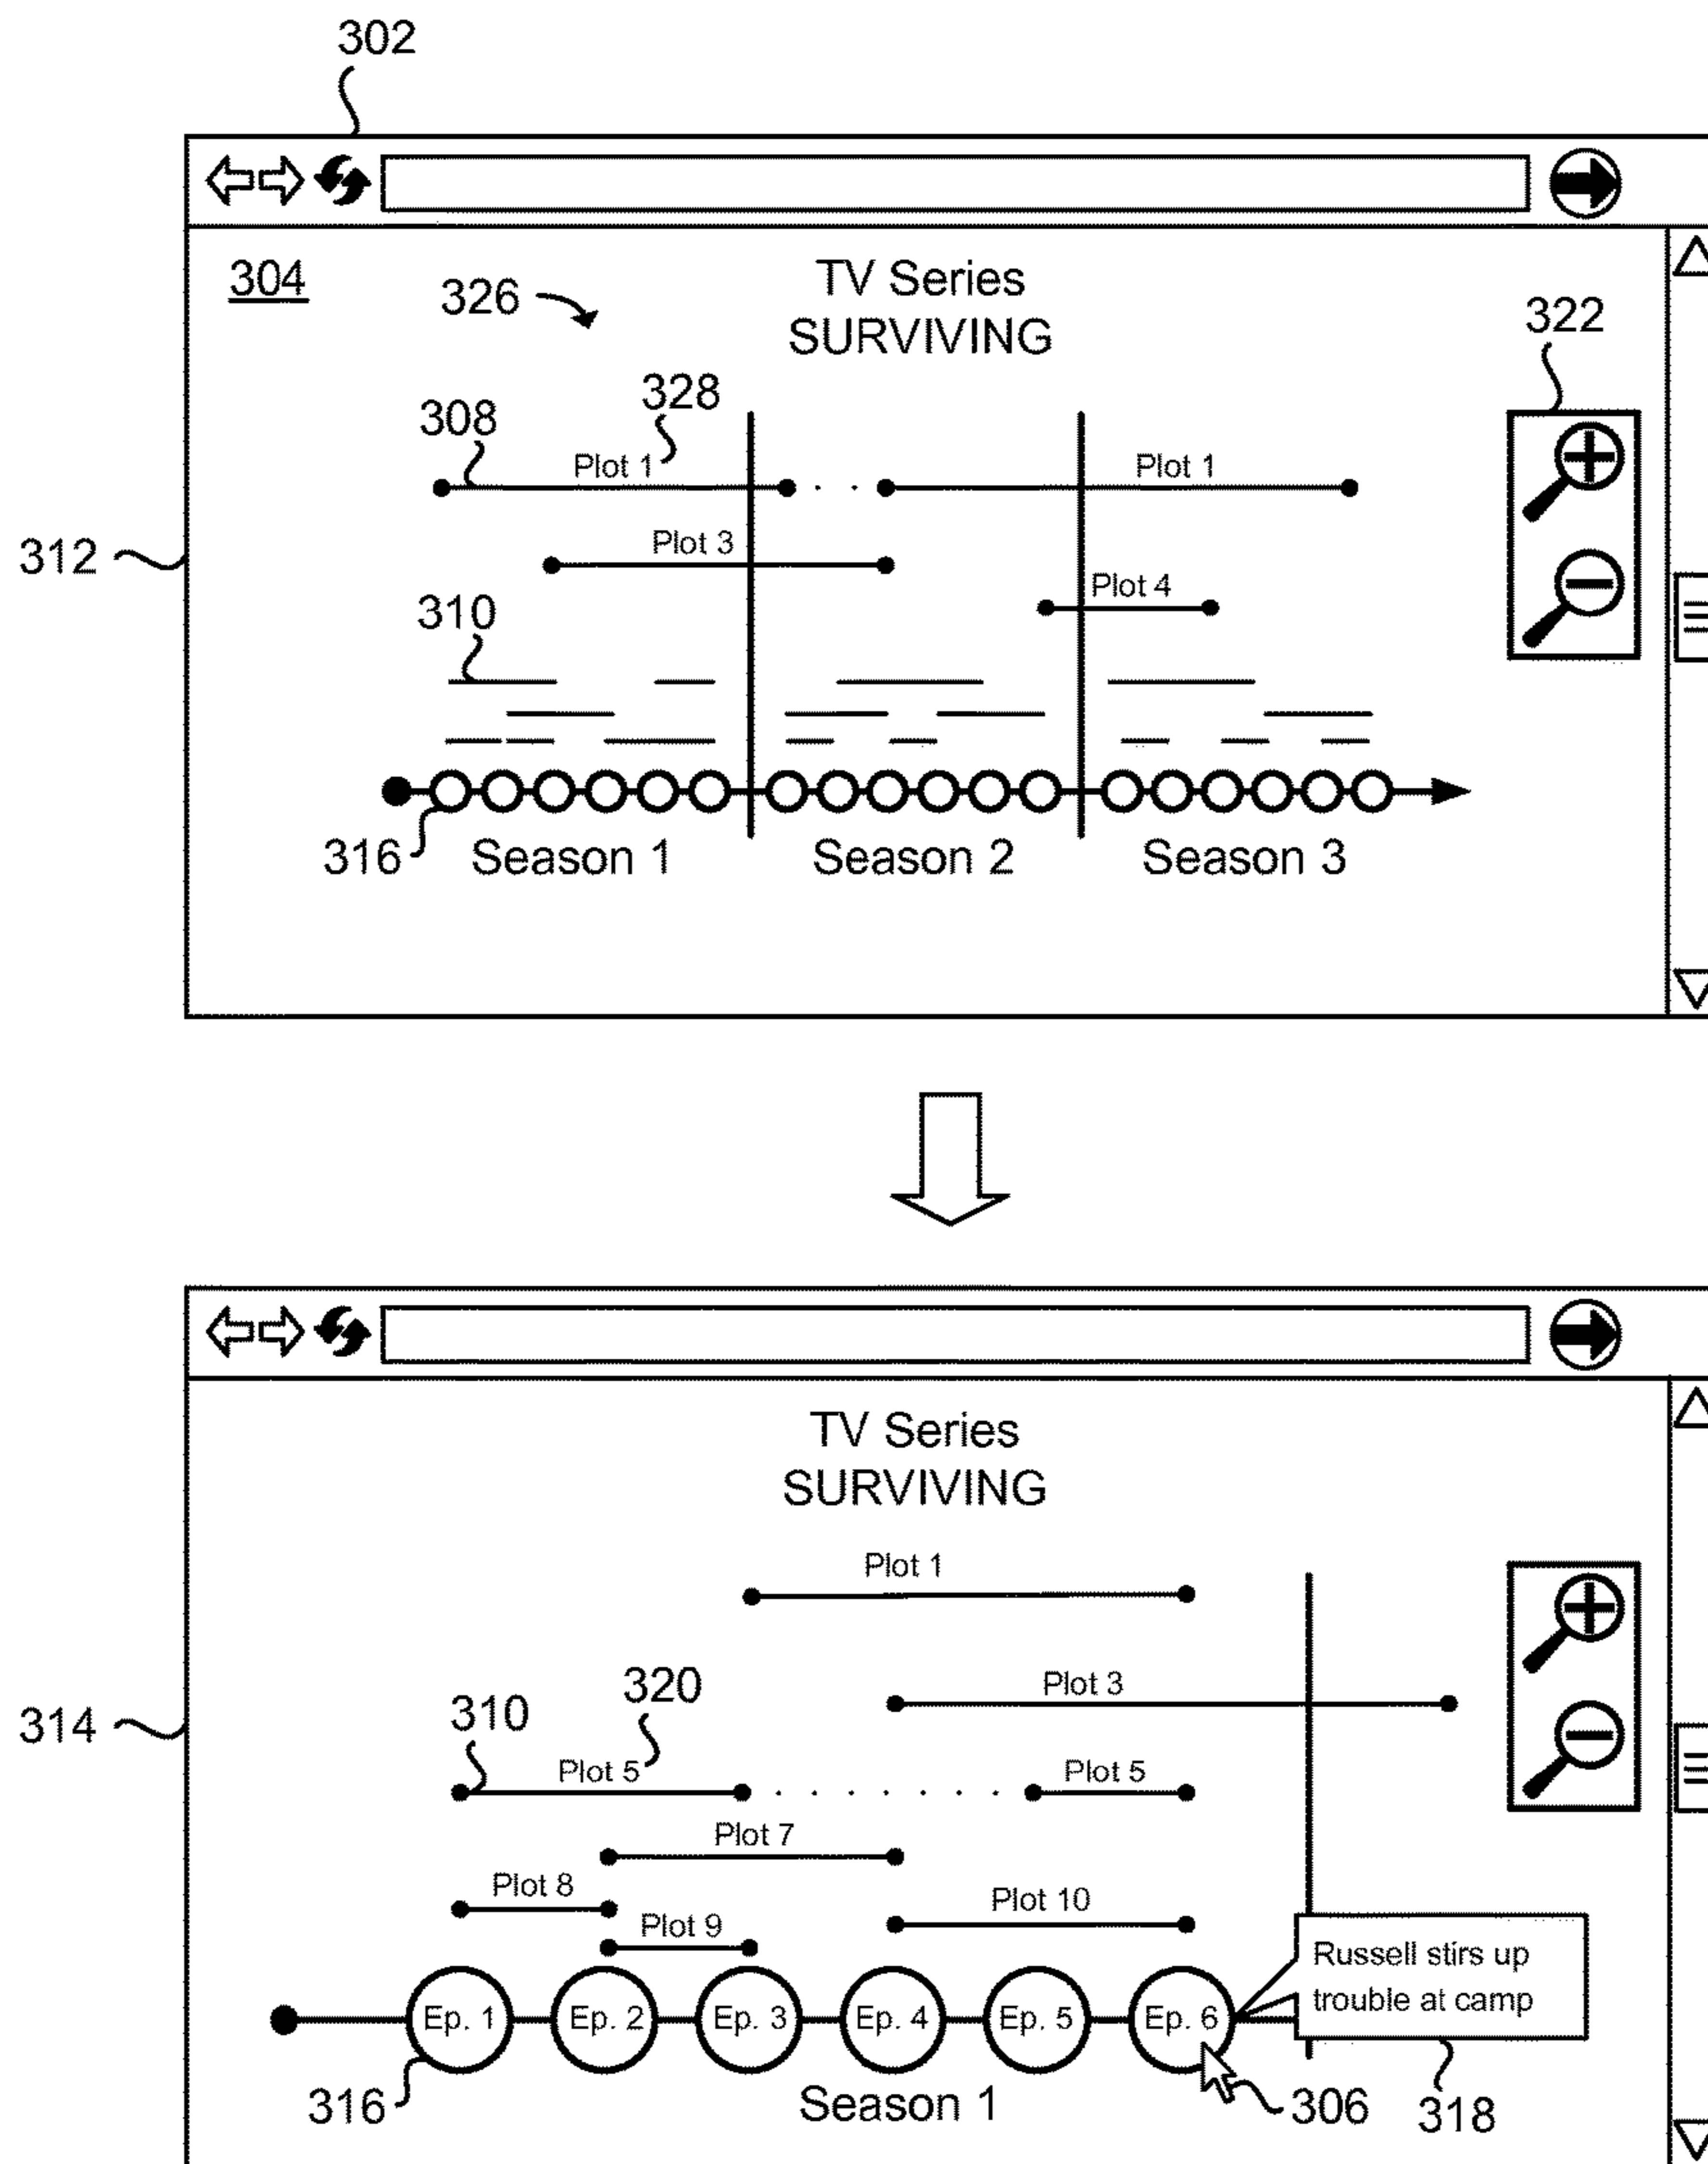 302
304
326
TV Series
SURVIVING
322
328
308
Plot 1
Plot 1
312
Plot 3
Plot 4
310
316
Season 1
Season 2
Season 3
TV Series
SURVIVING
Plot 1
314
310
320
Plot 3
Plot 5
Plot 5
Plot 7
Plot 8
Plot 10
Plot 9
Russell stirs up
trouble at camp
Ep. 1
Ep. 2
Ep. 3
Ep. 4
Ep. 5
Ep. 6
316
Season 1
306
318